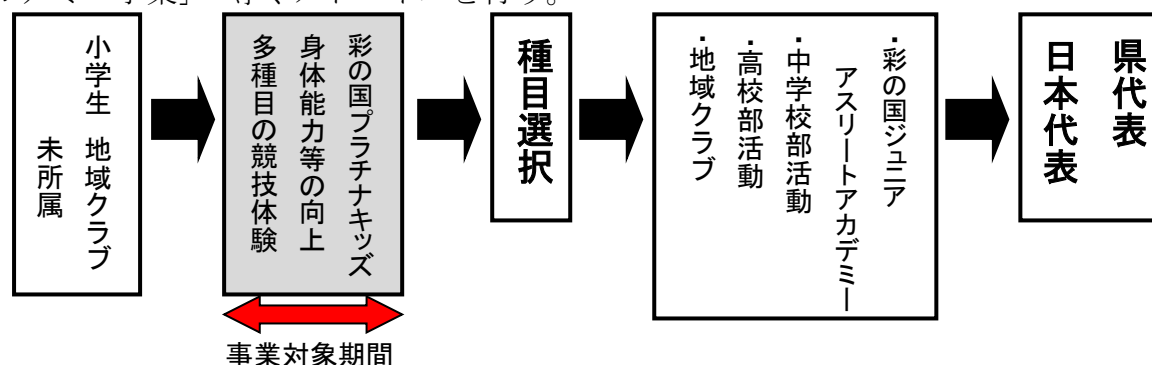 小学生 地域クラブ
未所属
彩の国プラチナキッズ
身体能力等の向上
多種目の競技体験
種目選択
・彩の国ジュニア
アスリートアカデミー
・中学校部活動
・高校部活動
・地域クラブ
県代表
日本代表
事業対象期間